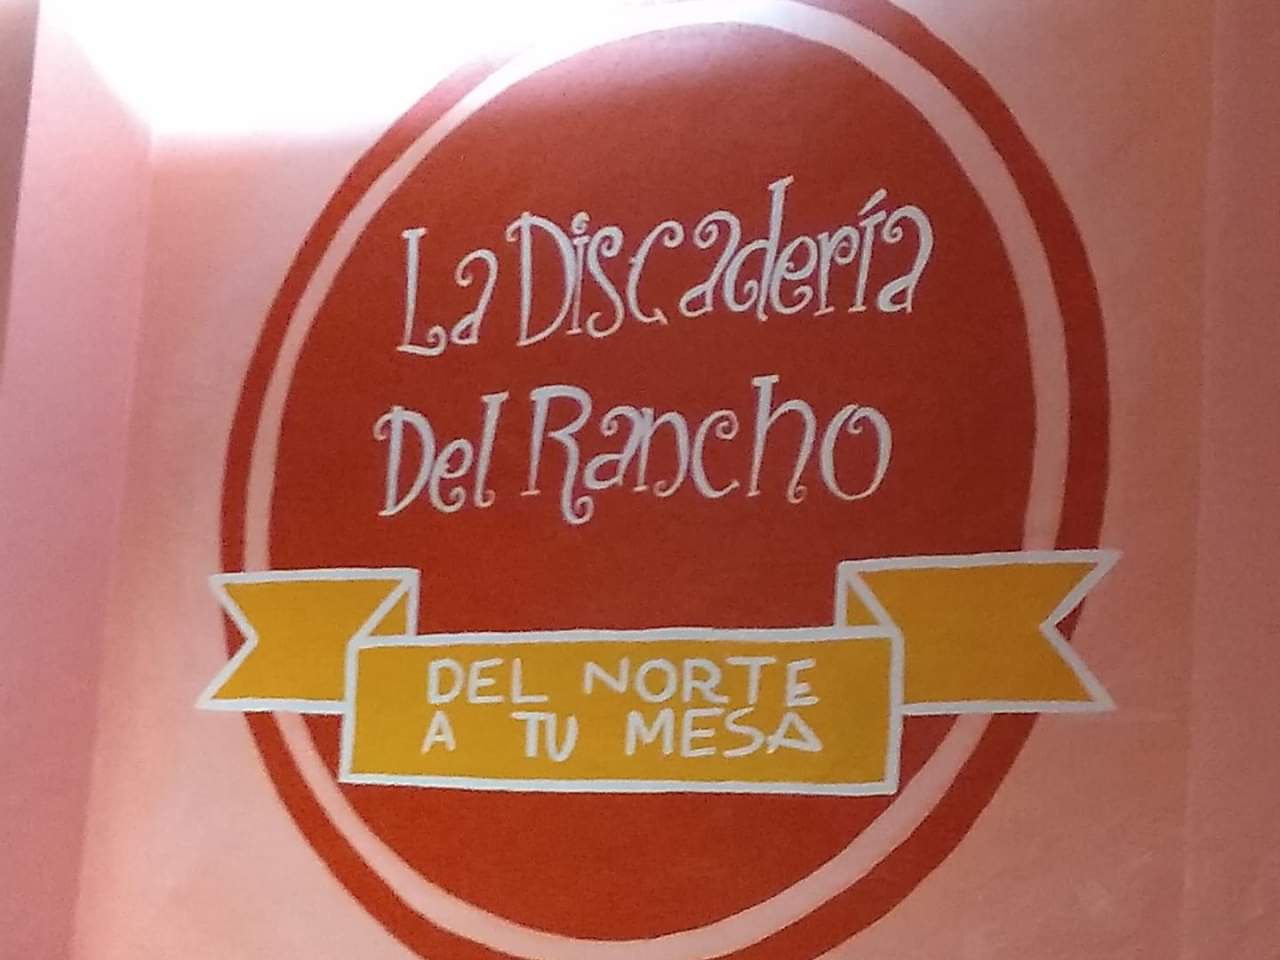 La Discadería
Del Rancho
DEL NORTE
A TU MESA